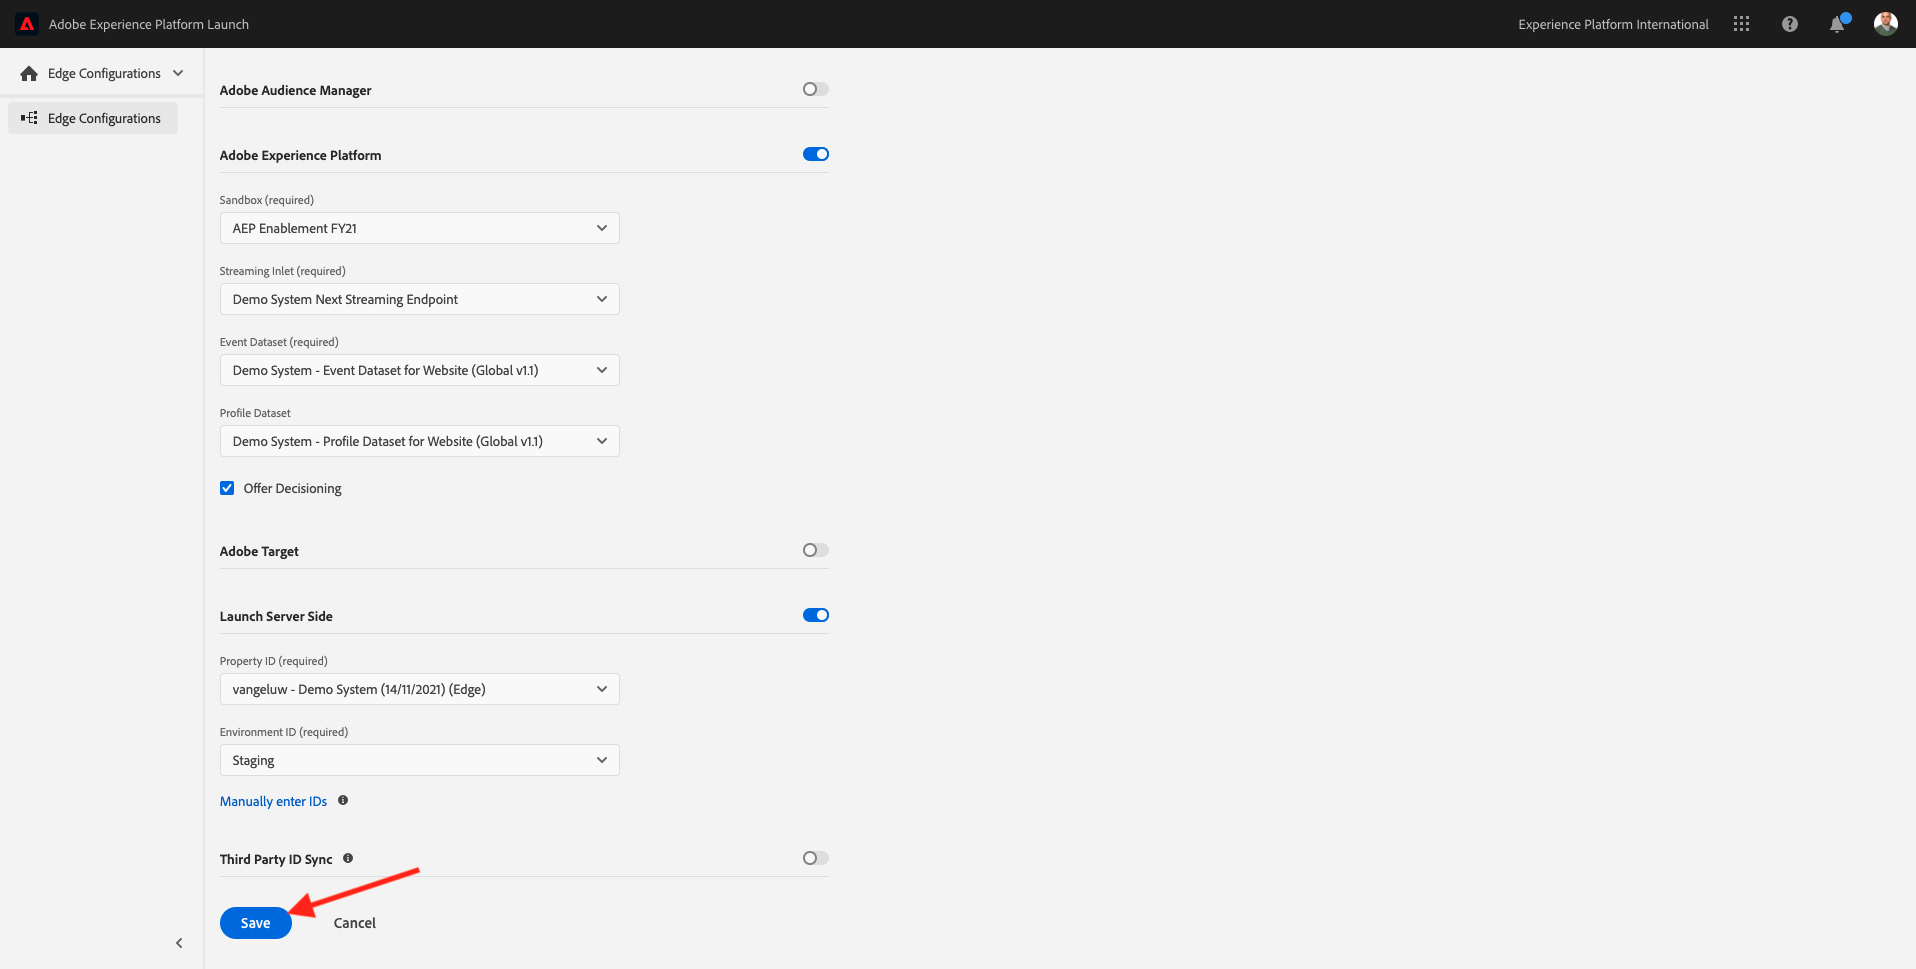 Adobe Experience Platform Launch
Experience Platform International
Edge Configurations
Edge Configurations
Adobe Audience Manager
Adobe Experience Platform
Sandbox (required)
AEP Enablement FY21
Streaming Inlet (required)
Demo System Next Streaming Endpoint
Event Dataset (required)
Demo System - Event Dataset for Website (Global v1.1)
Profile Dataset
Demo System - Profile Dataset for Website (Global v1.1)
Offer Decisioning
Adobe Target
Launch Server Side
Property ID (required)
vangeluw - Demo System (14/11/2021) (Edge)
Environment ID (required)
Staging
Manually enter IDs
Third Party ID Sync
Save
Cancel